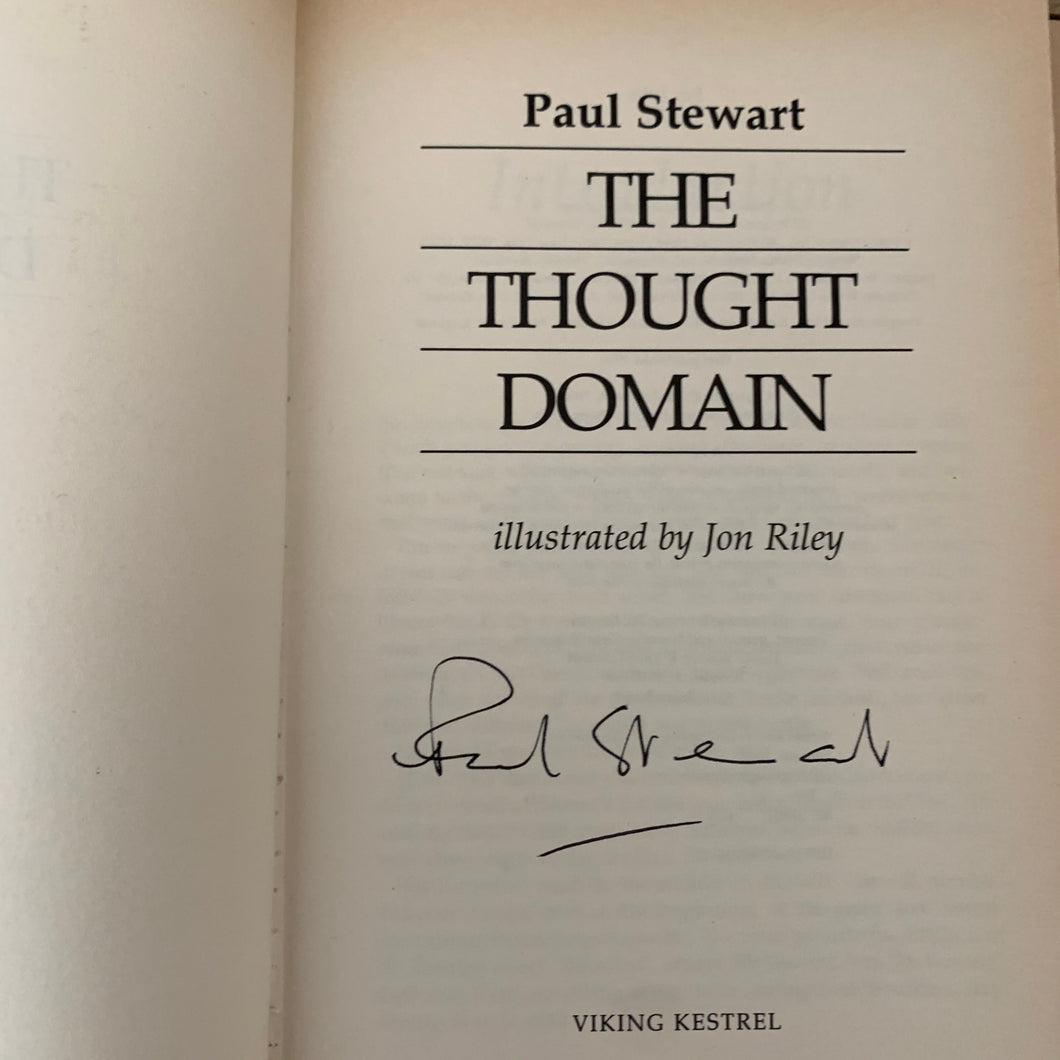 Paul Stewart
THE
THOUGHT
DOMAIN
illustrated by Jon Riley
Paul Stewart
VIKING KESTREL